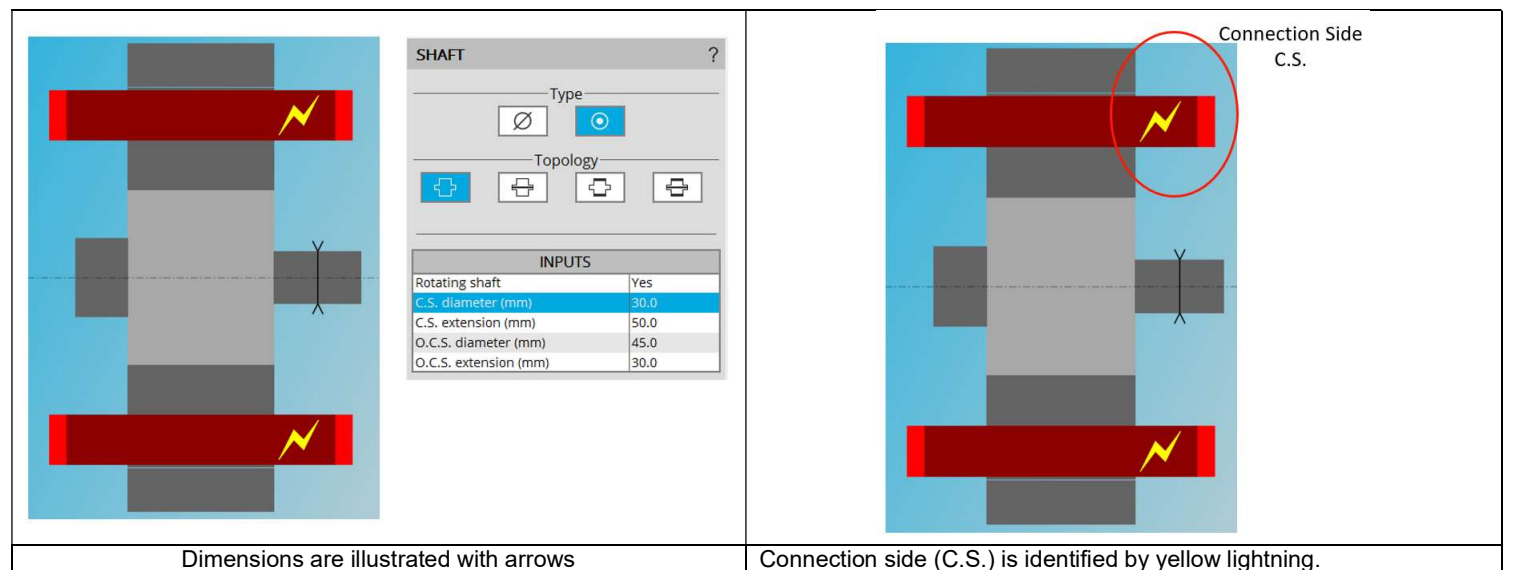 SHAFT ?
Type
Topology
INPUTS
Rotating shaft Yes
C.S. diameter (mm) 30.0
C.S. extension (mm) 50.0
O.C.S. diameter (mm) 45.0
O.C.S. extension (mm) 30.0
Connection Side
C.S.
Dimensions are illustrated with arrows
Connection side (C.S.) is identified by yellow lightning.